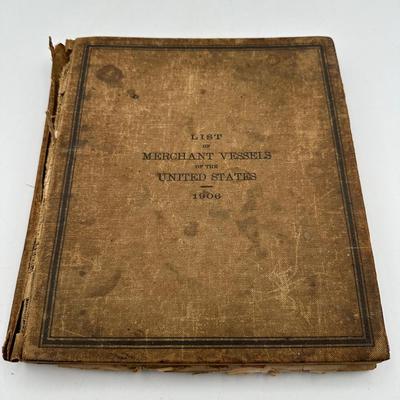 LIST
OF
MERCHANT VESSELS
OF THE
UNITED STATES
1906